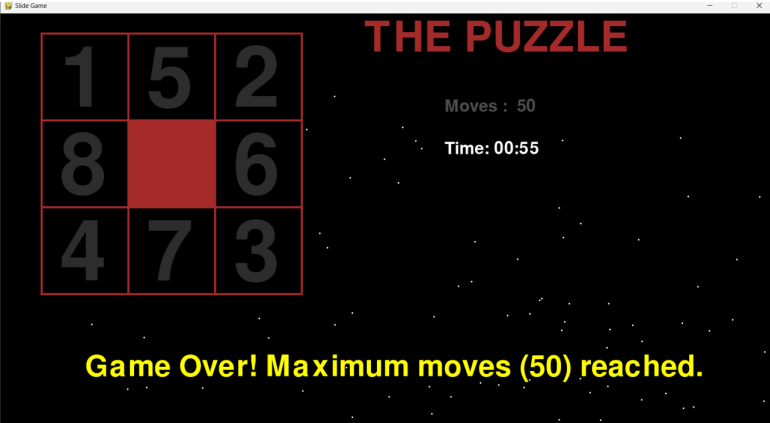 Slide Game
THE PUZZLE
1 5 2
8 6
4 7 3
Moves : 50
Time: 00:55
Game Over! Maximum moves (50) reached.